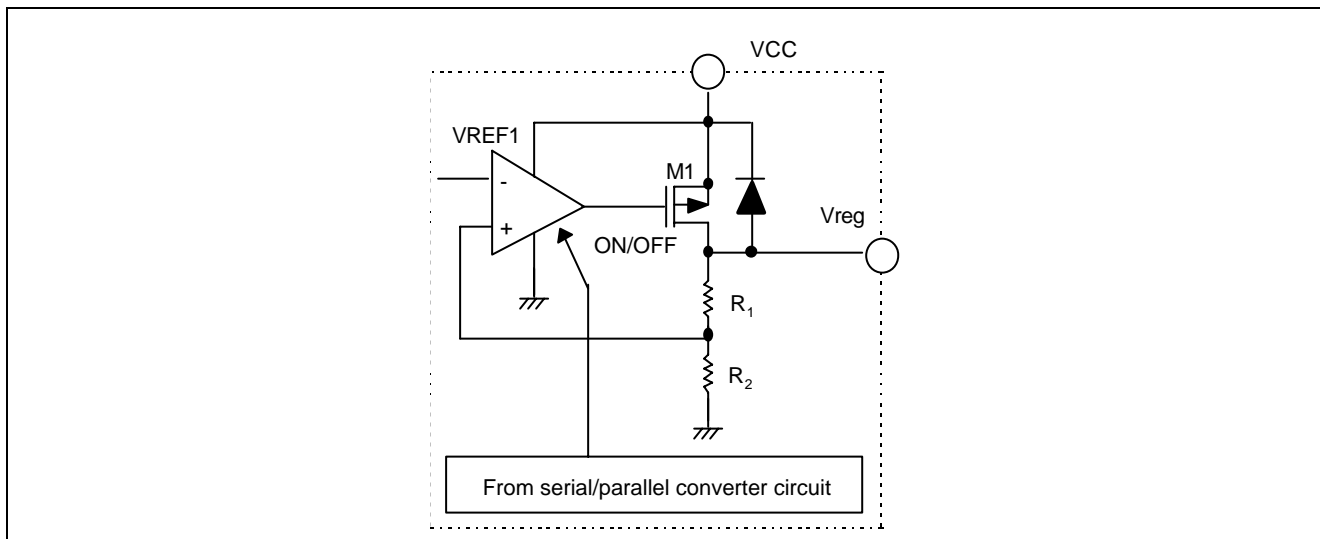 VCC
VREF1
-
M1
+
ON/OFF
Vreg
R1
R2
From serial/parallel converter circuit